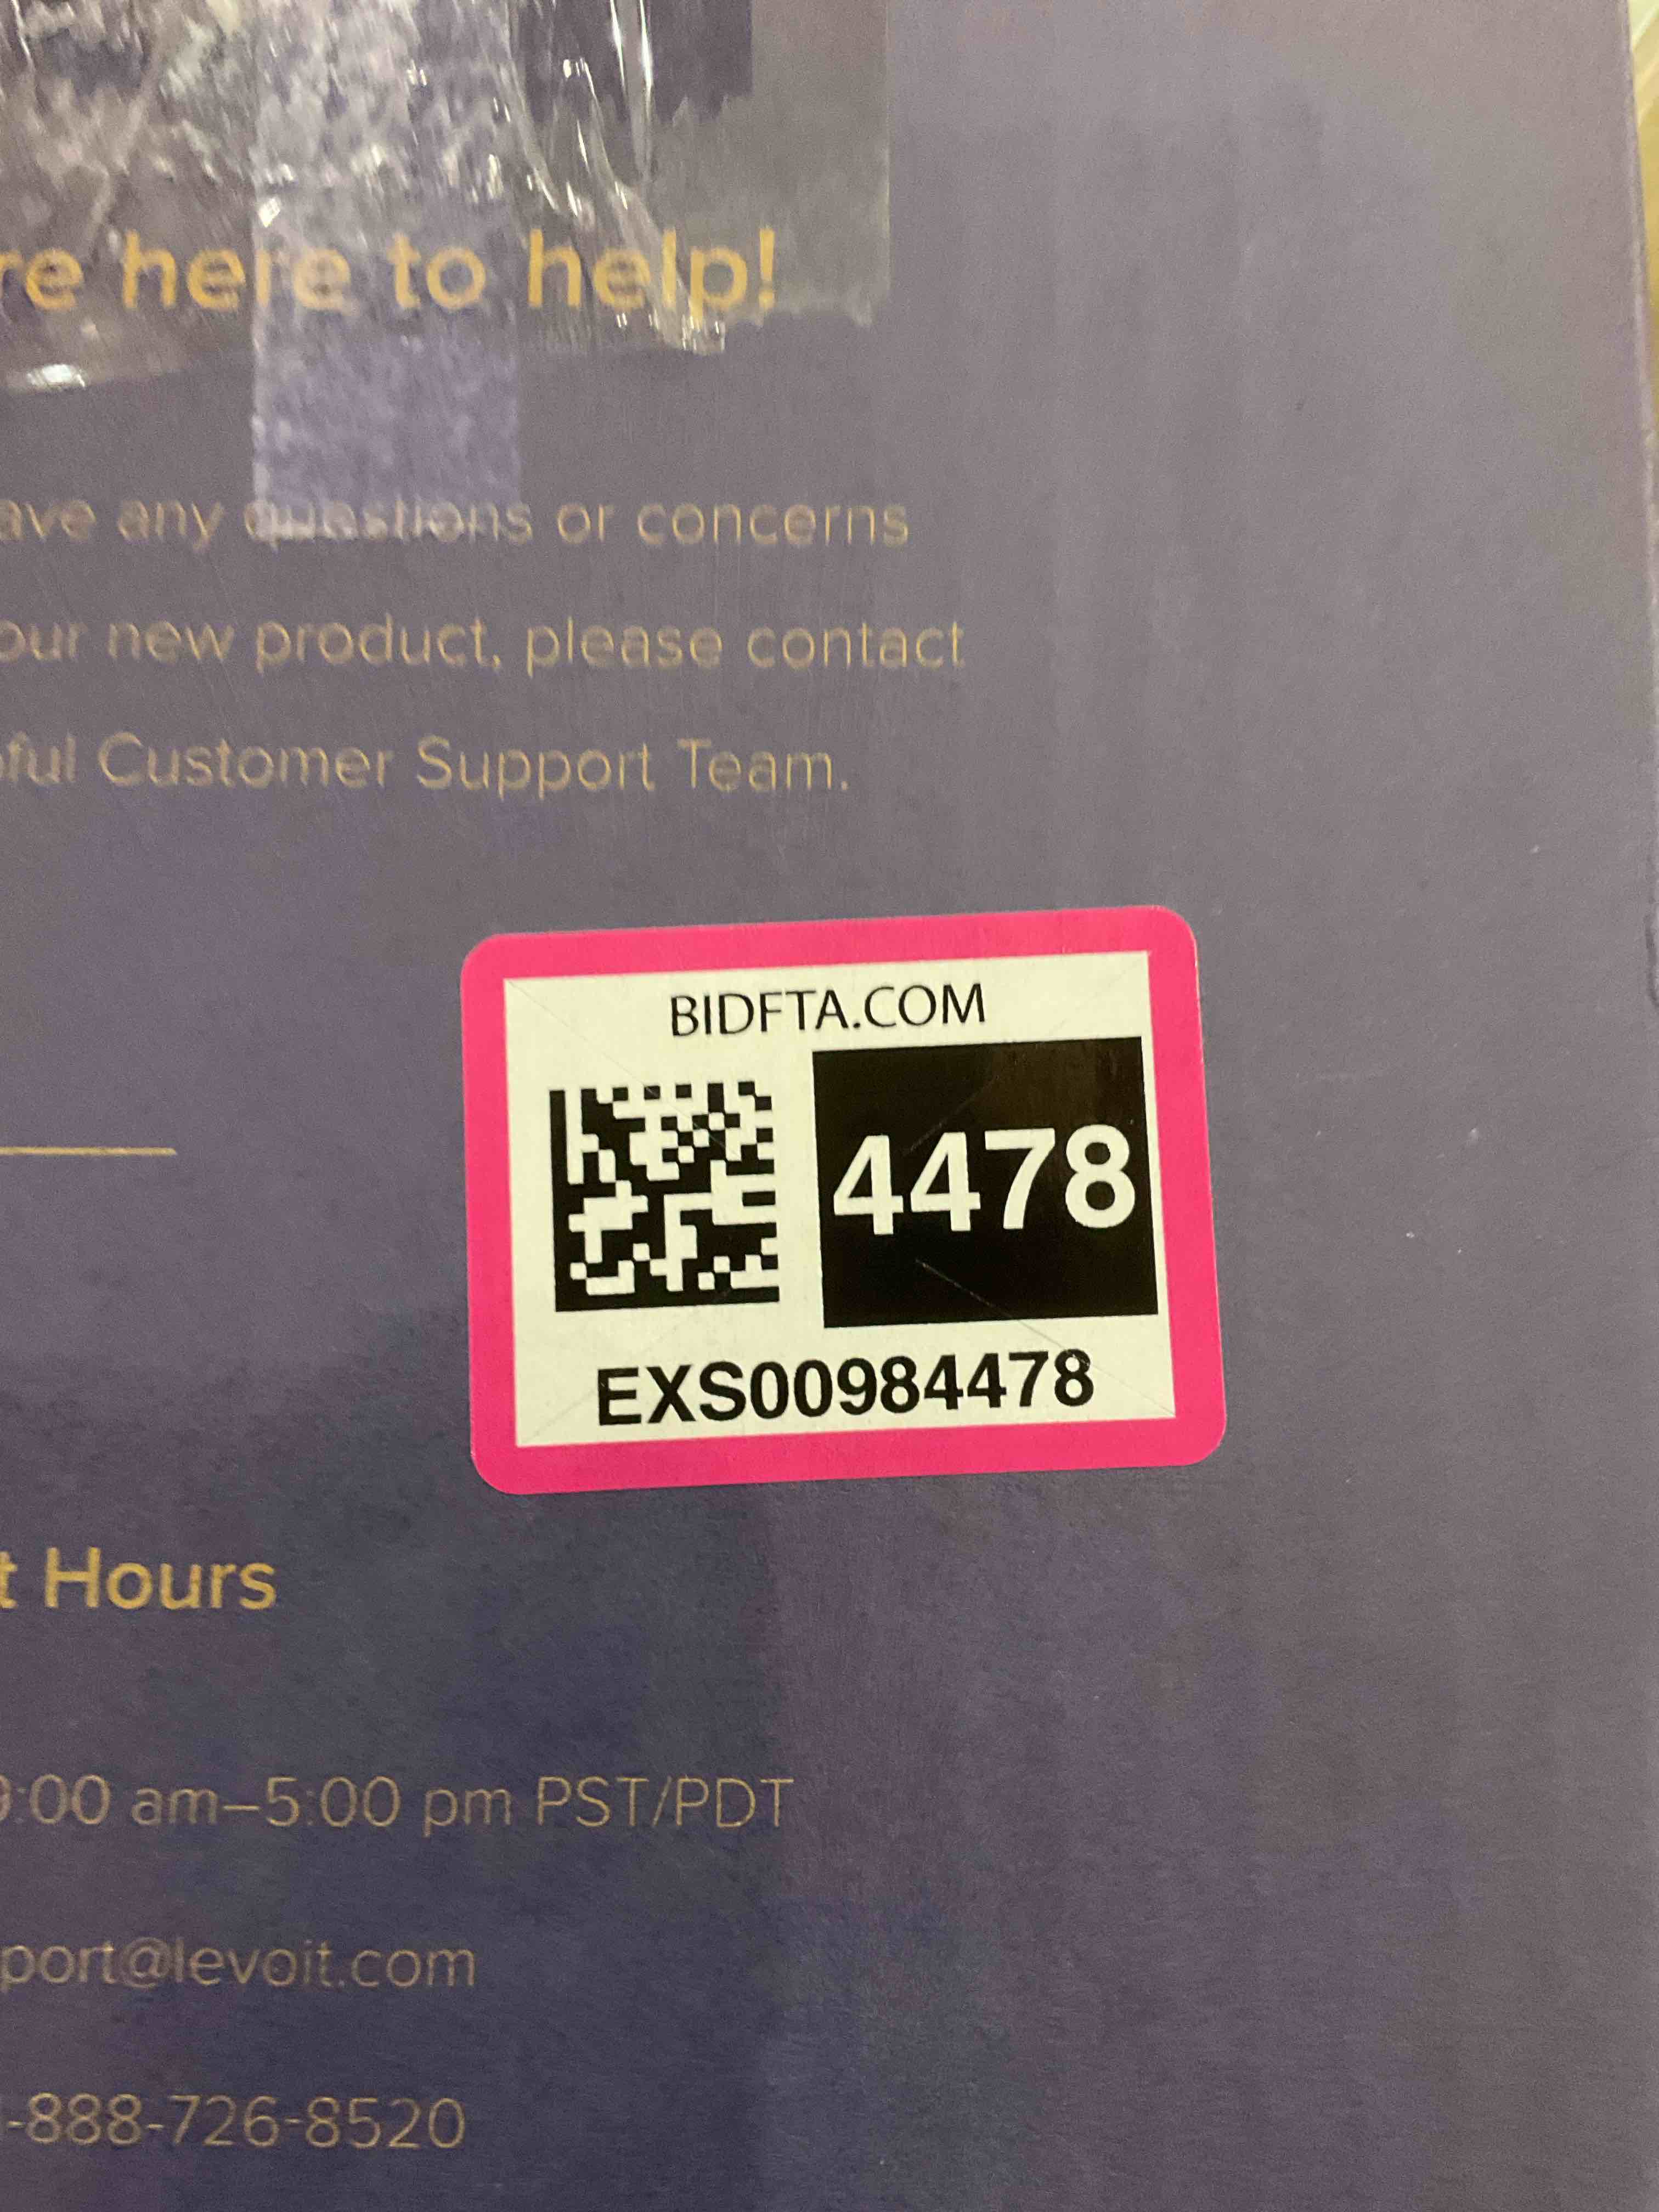 re here to help!
ave any questions or concerns
our new product, please contact
ful Customer Support Team.
BIDFTA.COM
4478
EXS00984478
t Hours
9:00 am–5:00 pm PST/PDT
port@levoit.com
-888-726-8520